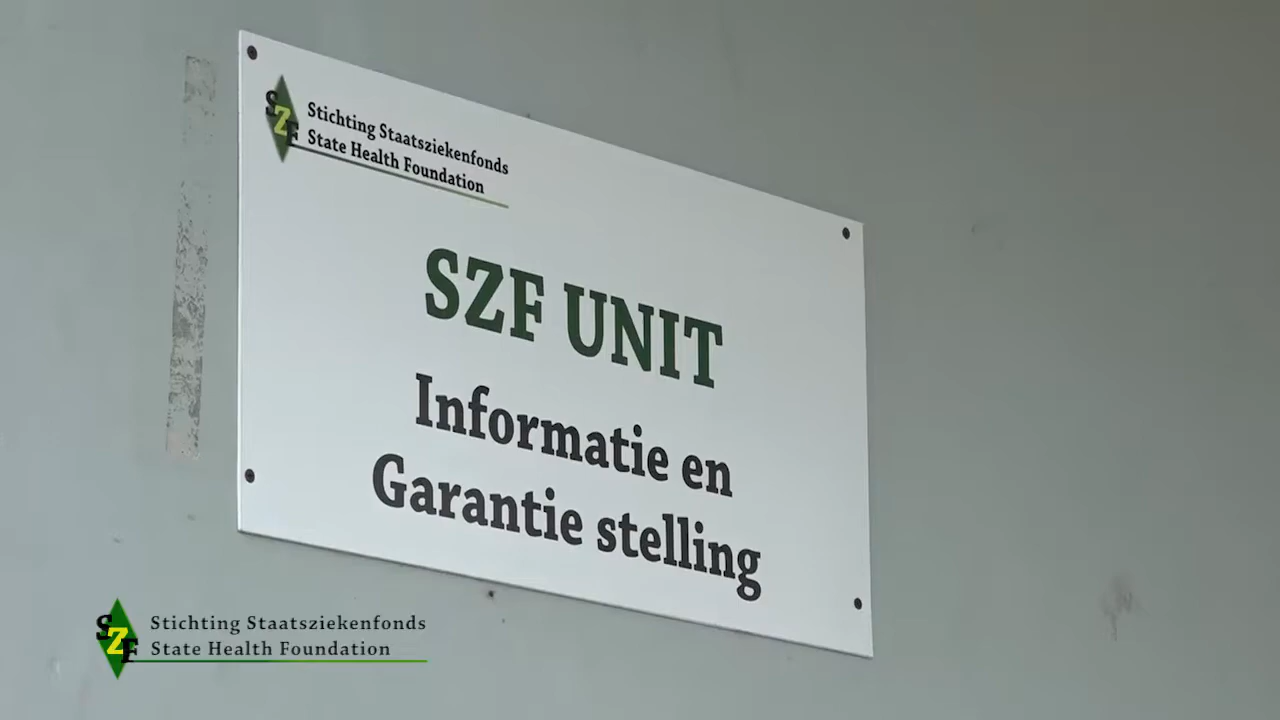 SZF
Stichting Staatsziekenfonds
State Health Foundation
SZF UNIT
Informatie en
Garantie stelling
SZF
Stichting Staatsziekenfonds
State Health Foundation